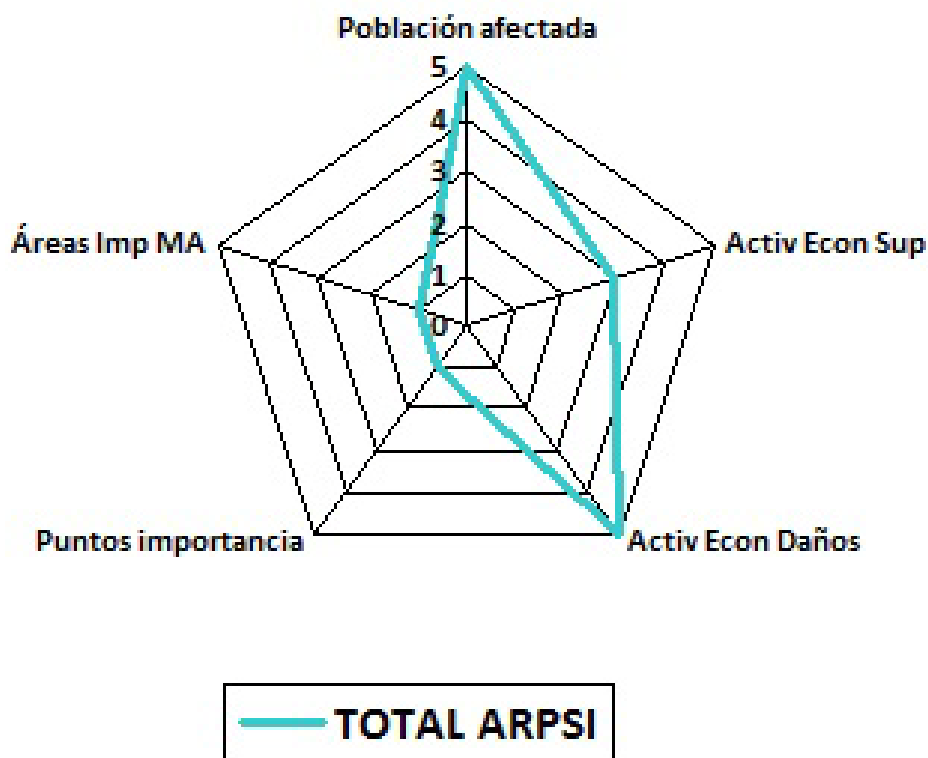 Población afectada
5
4
3
2
1
0
Áreas Imp MA
Activ Econ Sup
Puntos importancia
Activ Econ Daños
TOTAL ARPSI